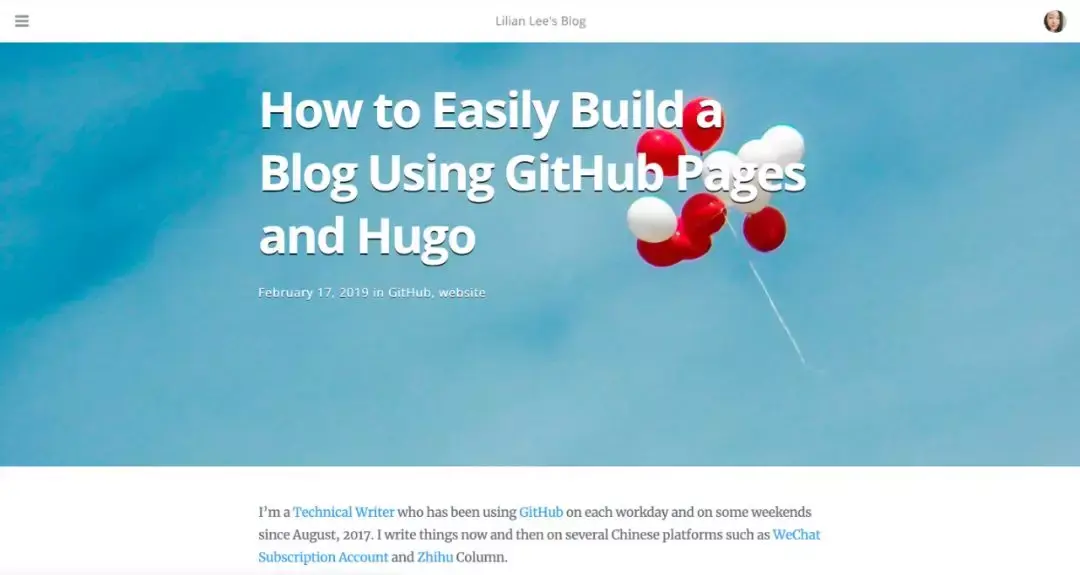 Lilian Lee's Blog
How to Easily Build a
Blog Using GitHub Pages
and Hugo
February 17, 2019 in GitHub, website
I'm a Technical Writer who has been using GitHub on each workday and on some weekends
since August, 2017. I write things now and then on several Chinese platforms such as WeChat
Subscription Account and Zhihu Column.